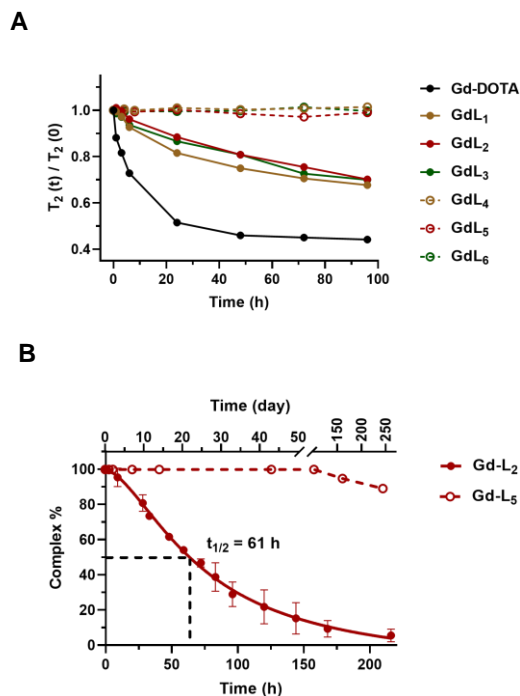 A
T2 (t) / T2 (0)
1.0
0.8
0.6
0.4
0 20 40 60 80 100
Time (h)
Gd-DOTA
GdL1
GdL2
GdL3
GdL4
GdL5
GdL6
B
Time (day)
0 10 20 30 40 50 150 250
Complex %
100
80
60
40
20
0
t1/2 = 61 h
0 50 100 150 200
Time (h)
Gd-L2
Gd-L5